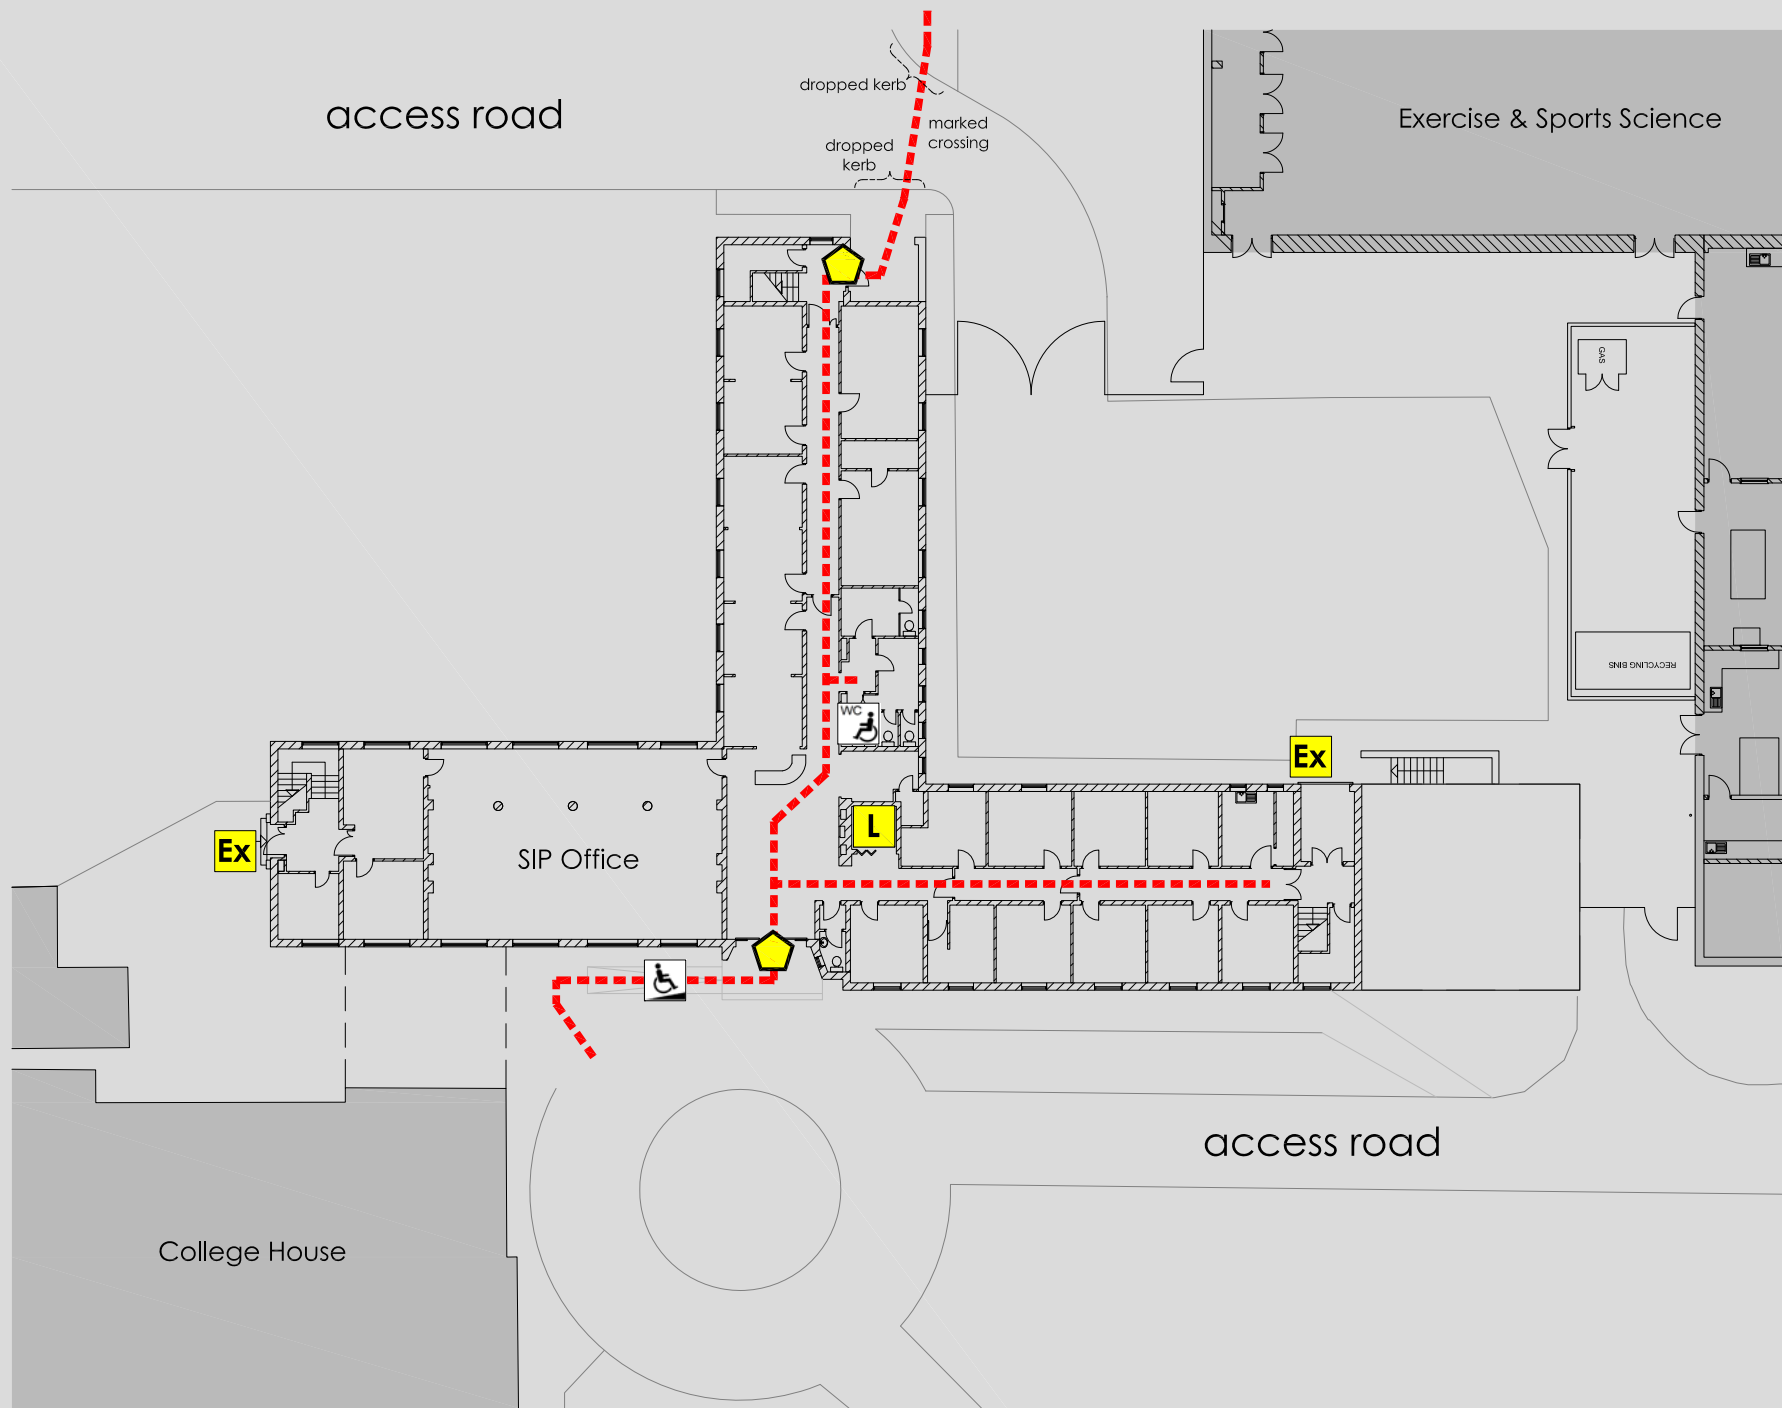 dropped kerb
access road
marked
crossing
Exercise & Sports Science
dropped
kerb
GAS
RECYCLING BINS
WC
Ex
L
Ex
SIP Office
access road
College House